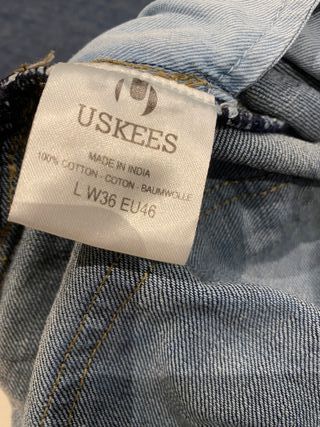 USKEES
MADE IN INDIA
100% COTTON - COTON - BAUMWOLLE
L W36 EU46